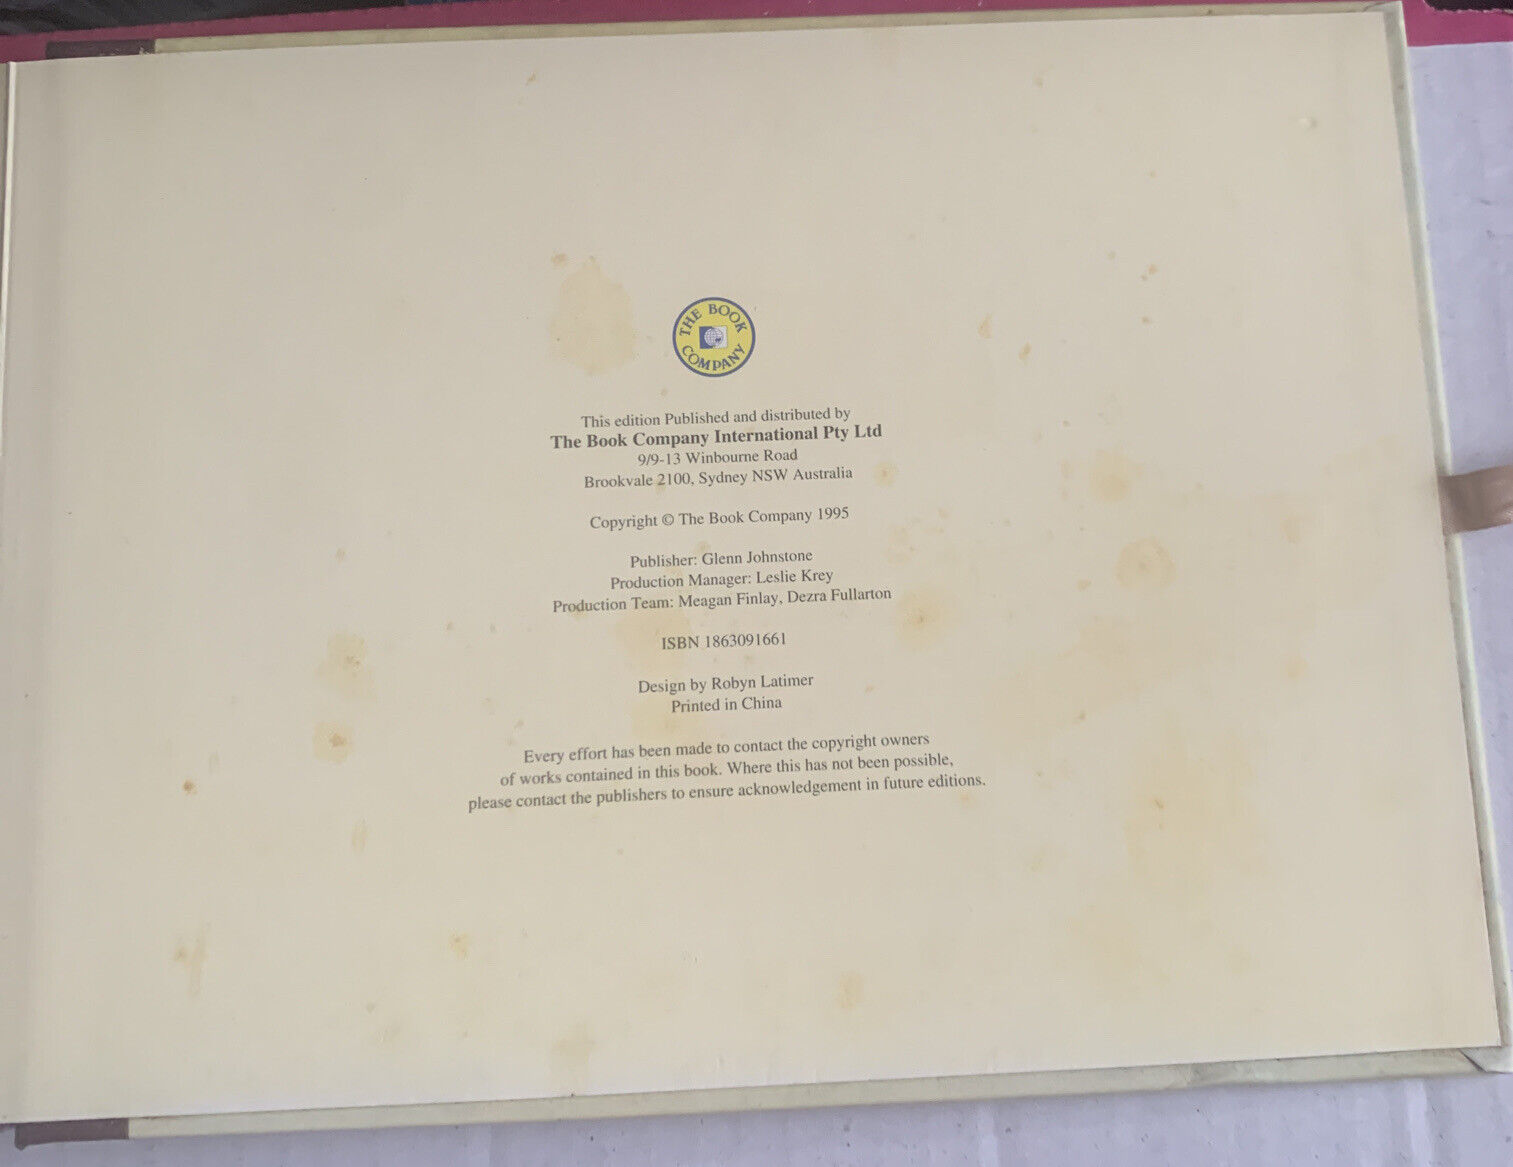 THE BOOK
COMPANY
This edition Published and distributed by
The Book Company International Pty Ltd
9/9-13 Winbourne Road
Brookvale 2100, Sydney NSW Australia
Copyright © The Book Company 1995
Publisher: Glenn Johnstone
Production Manager: Leslie Krey
Production Team: Meagan Finlay, Dezra Fullarton
ISBN 1863091661
Design by Robyn Latimer
Printed in China
Every effort has been made to contact the copyright owners
of works contained in this book. Where this has not been possible,
please contact the publishers to ensure acknowledgement in future editions.